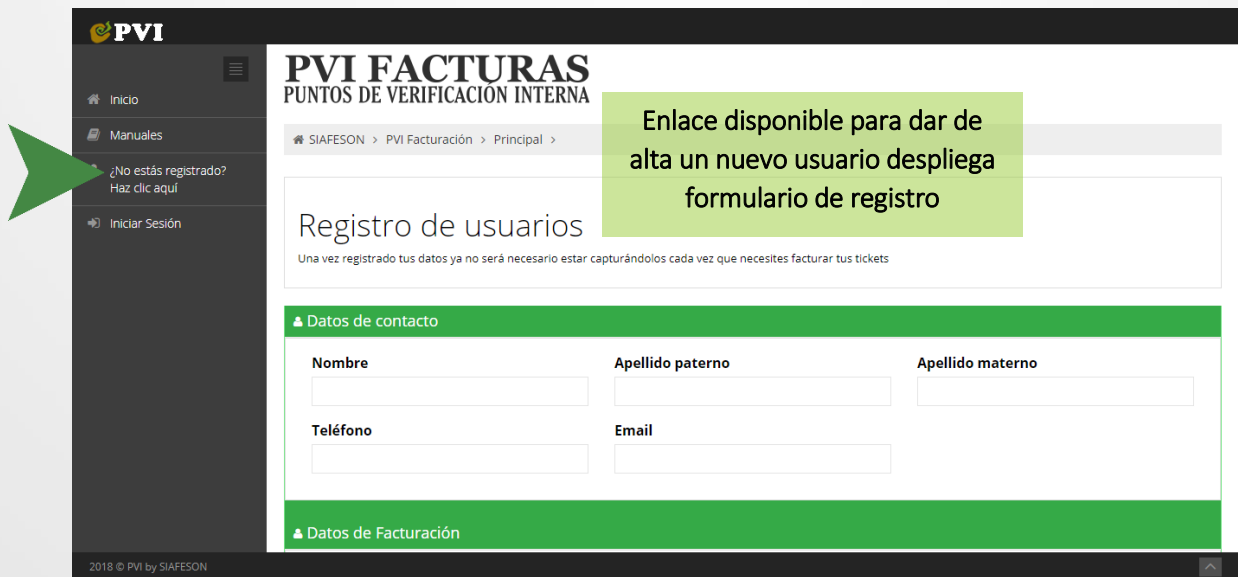 PVI
PVI FACTURAS
PUNTOS DE VERIFICACIÓN INTERNA
Inicio
Manuales
¿No estás registrado?
Haz clic aquí
Iniciar Sesión
SIAFESON > PVI Facturación > Principal >
Enlace disponible para dar de
alta un nuevo usuario despliega
formulario de registro
Registro de usuarios
Una vez registrado tus datos ya no será necesario estar capturándolos cada vez que necesites facturar tus tickets
Datos de contacto
Nombre Apellido paterno Apellido materno
Teléfono Email
Datos de Facturación
2018 © PVI by SIAFESON